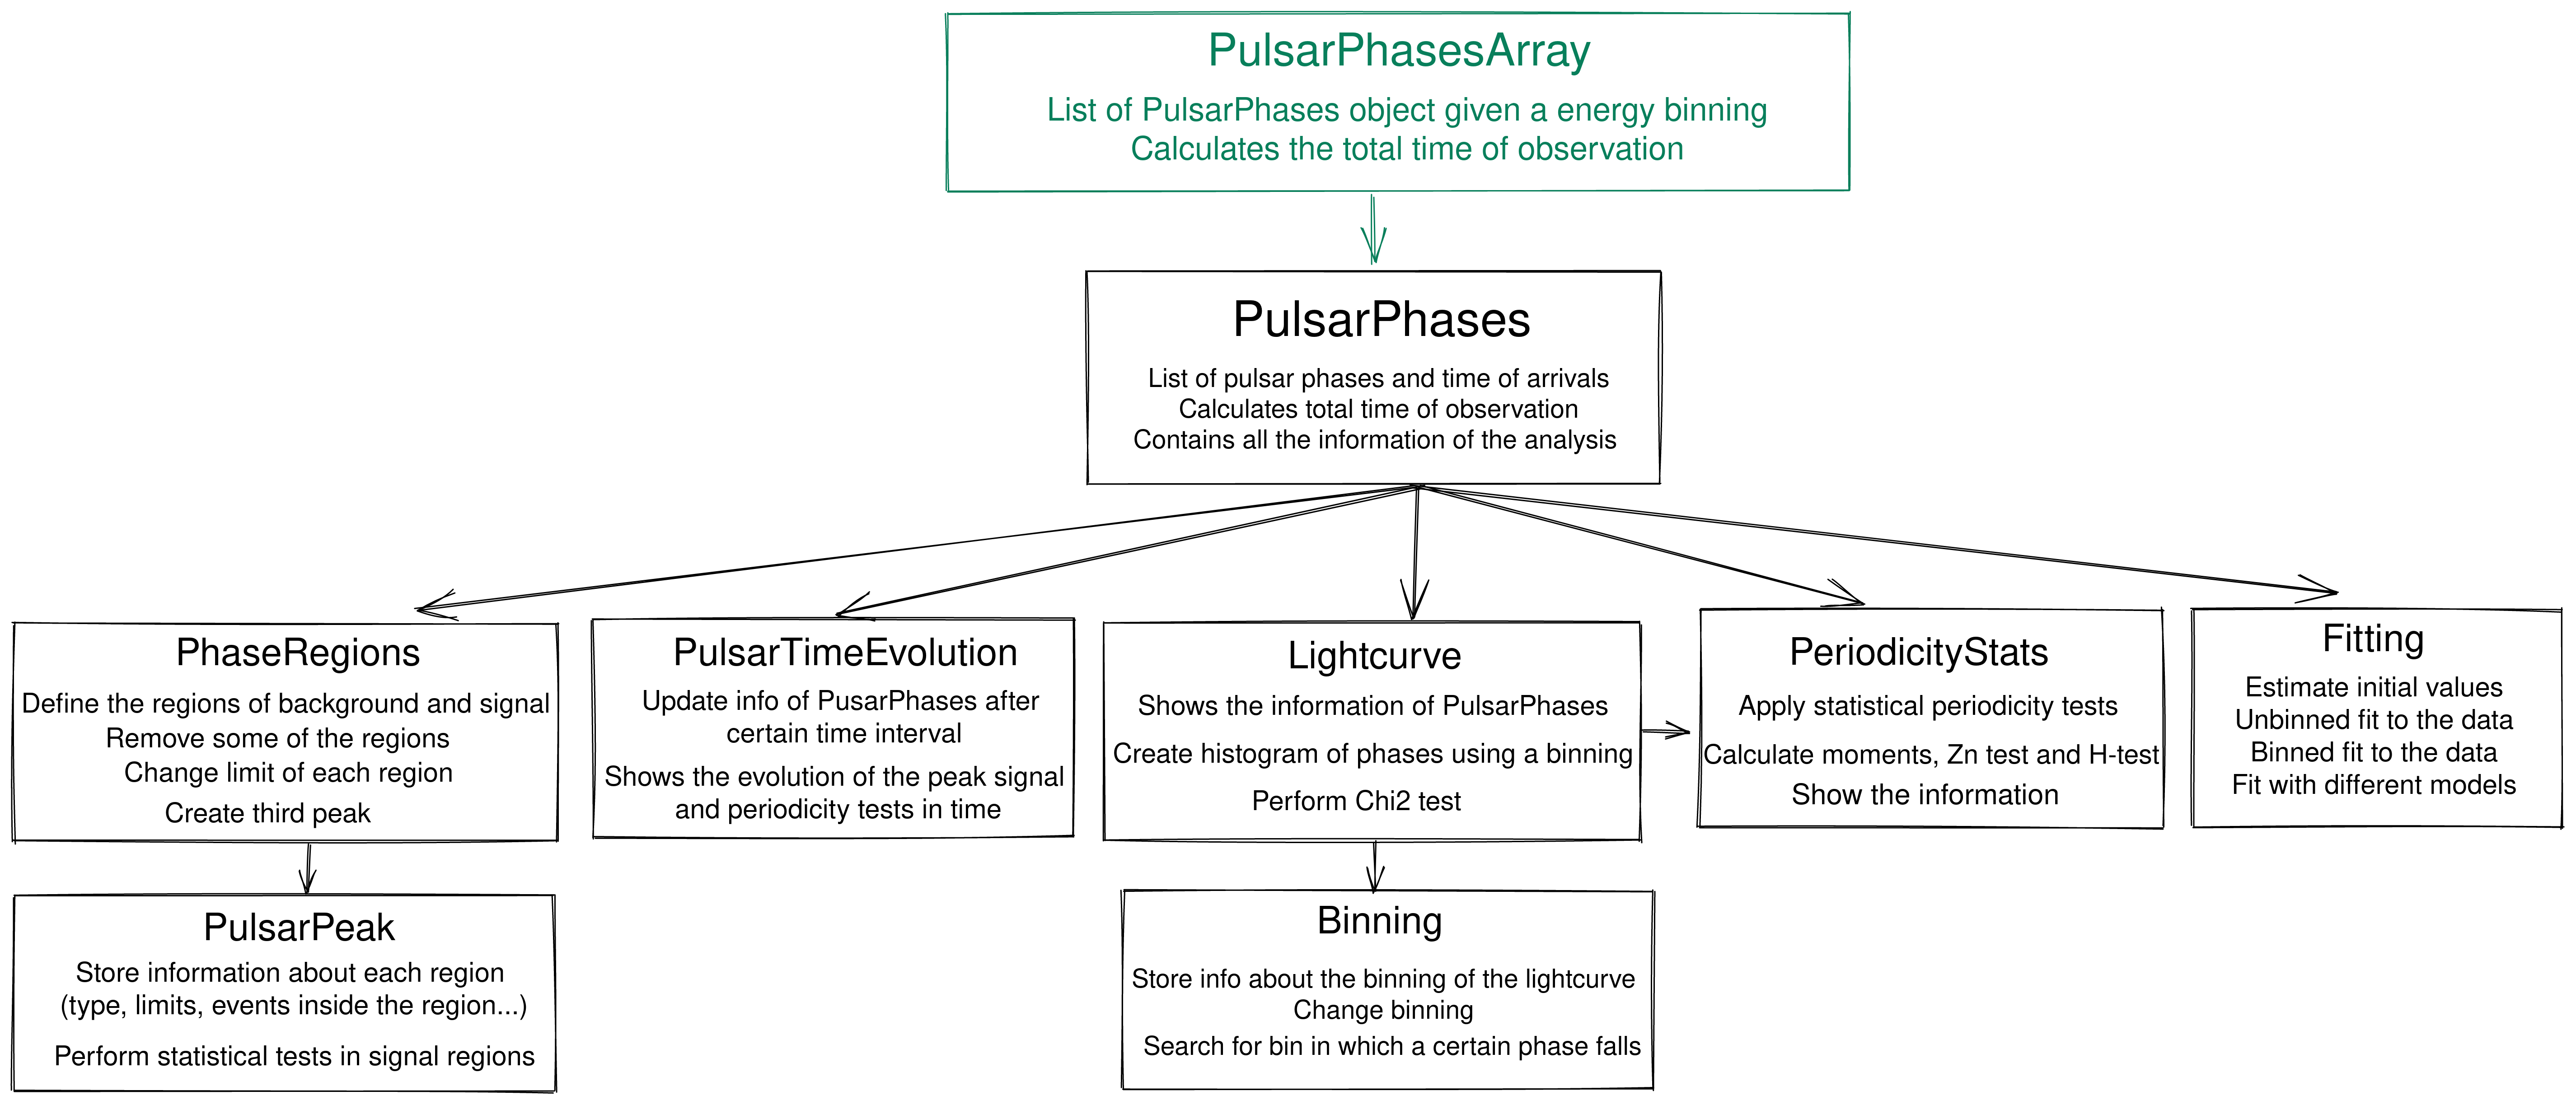 PulsarPhasesArray
List of PulsarPhases object given a energy binning
Calculates the total time of observation
PulsarPhases
List of pulsar phases and time of arrivals
Calculates total time of observation
Contains all the information of the analysis
PhaseRegions
Define the regions of background and signal
Remove some of the regions
Change limit of each region
Create third peak
PulsarTimeEvolution
Update info of PusarPhases after
certain time interval
Shows the evolution of the peak signal
and periodicity tests in time
Lightcurve
Shows the information of PulsarPhases
Create histogram of phases using a binning
Perform Chi2 test
PeriodicityStats
Apply statistical periodicity tests
Calculate moments, Zn test and H-test
Show the information
Fitting
Estimate initial values
Unbinned fit to the data
Binned fit to the data
Fit with different models
PulsarPeak
Store information about each region
(type, limits, events inside the region...)
Perform statistical tests in signal regions
Binning
Store info about the binning of the lightcurve
Change binning
Search for bin in which a certain phase falls